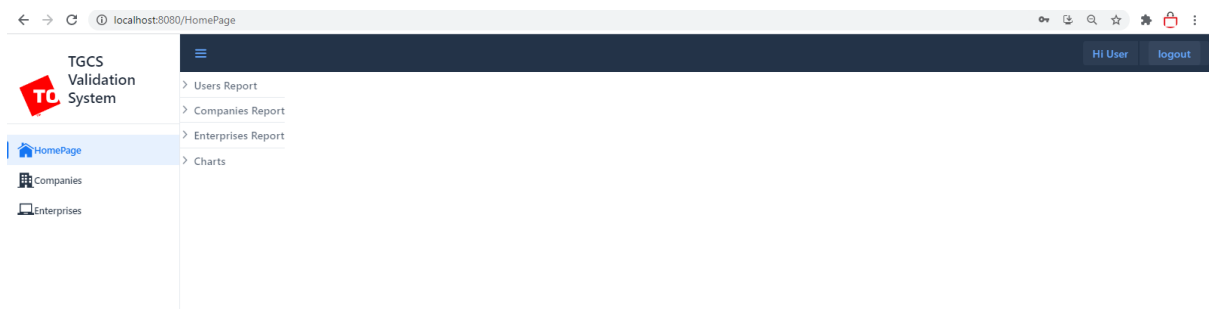 localhost:8080/HomePage
TGCS
Validation
System
TC
Hi User
logout
Users Report
Companies Report
Enterprises Report
Charts
HomePage
Companies
Enterprises